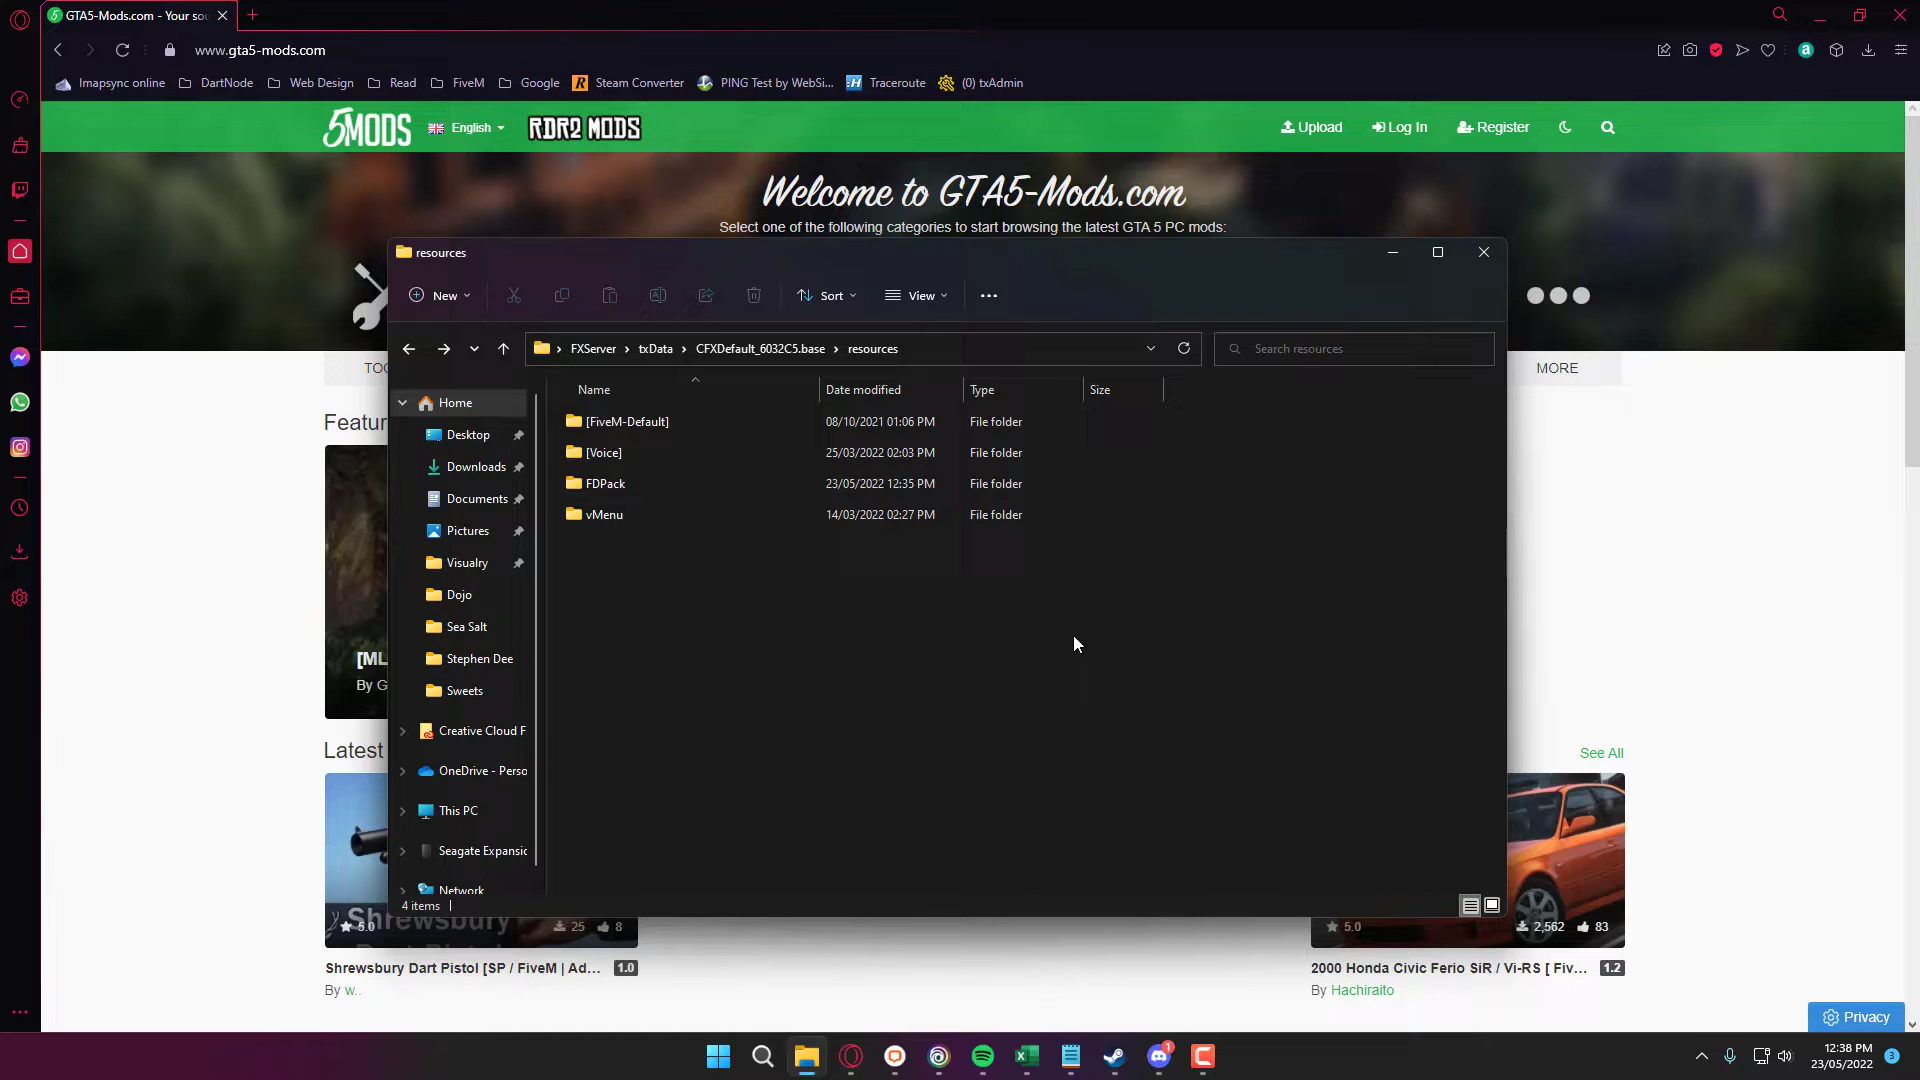 GTA5-Mods.com - Your so
www.gta5-mods.com
Imapsync online
DartNode
Web Design
Read
FiveM
Google
Steam Converter
PING Test by WebSi...
Traceroute
(0) txAdmin
5MODS
English
RDR2 MODS
Upload
Log In
Register
Welcome to GTA5-Mods.com
Select one of the following categories to start browsing the latest GTA 5 PC mods:
resources
New
Sort
View
FXServer
txData
CFXDefault_6032C5.base
resources
Search resources
TOO
MORE
Name
Date modified
Type
Size
Home
[FiveM-Default]
08/10/2021 01:06 PM
File folder
Featur
Desktop
[Voice]
25/03/2022 02:03 PM
File folder
Downloads
FDPack
23/05/2022 12:35 PM
File folder
Documents
vMenu
14/03/2022 02:27 PM
File folder
Pictures
Visualry
Dojo
Sea Salt
Stephen Dee
Sweets
[ML
By G
Creative Cloud F
Latest
See All
OneDrive - Perso
This PC
Seagate Expansio
Network
4 items
Shrewsbury
5.0
25
8
5.0
2,562
83
Shrewsbury Dart Pistol [SP / FiveM | Ad...
1.0
By w..
2000 Honda Civic Ferio SiR / Vi-RS [ Fiv...
1.2
By Hachiraito
Privacy
1
12:38 PM
23/05/2022
3